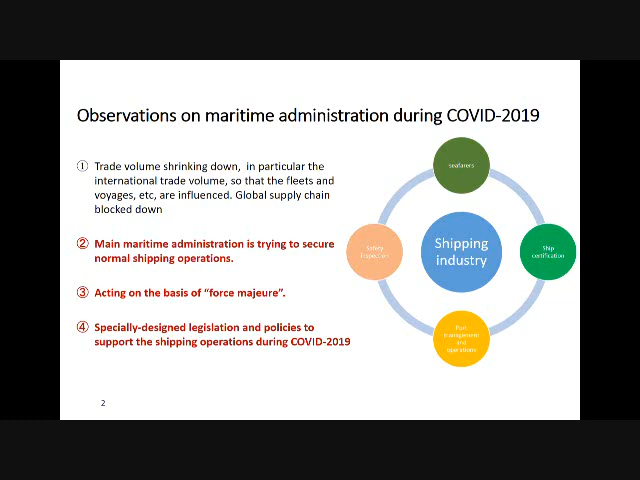 Observations on maritime administration during COVID-2019
① Trade volume shrinking down, in particular the
international trade volume, so that the fleets and
voyages, etc, are influenced. Global supply chain
blocked down
② Main maritime administration is trying to secure
normal shipping operations.
③ Acting on the basis of “force majeure”.
④ Specially-designed legislation and policies to
support the shipping operations during COVID-2019
seafarers
Safety
inspection
Shipping
industry
Ship
certification
Port
management
and
operations
2